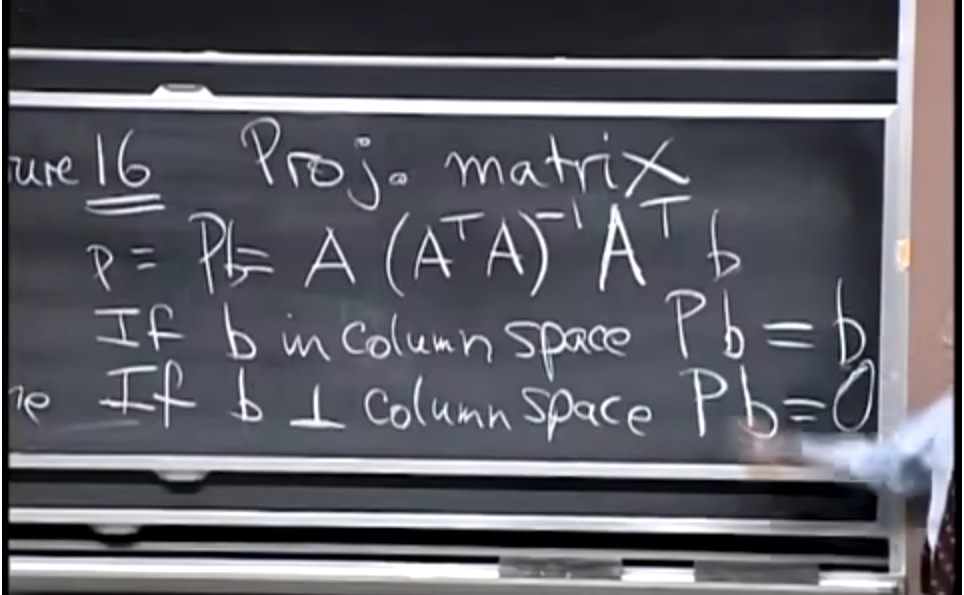 ure 16 Proj. matrix
p = Pb = A (AᵀA)⁻¹ Aᵀ b
If b in column space Pb = b
If b ⊥ column space Pb = 0